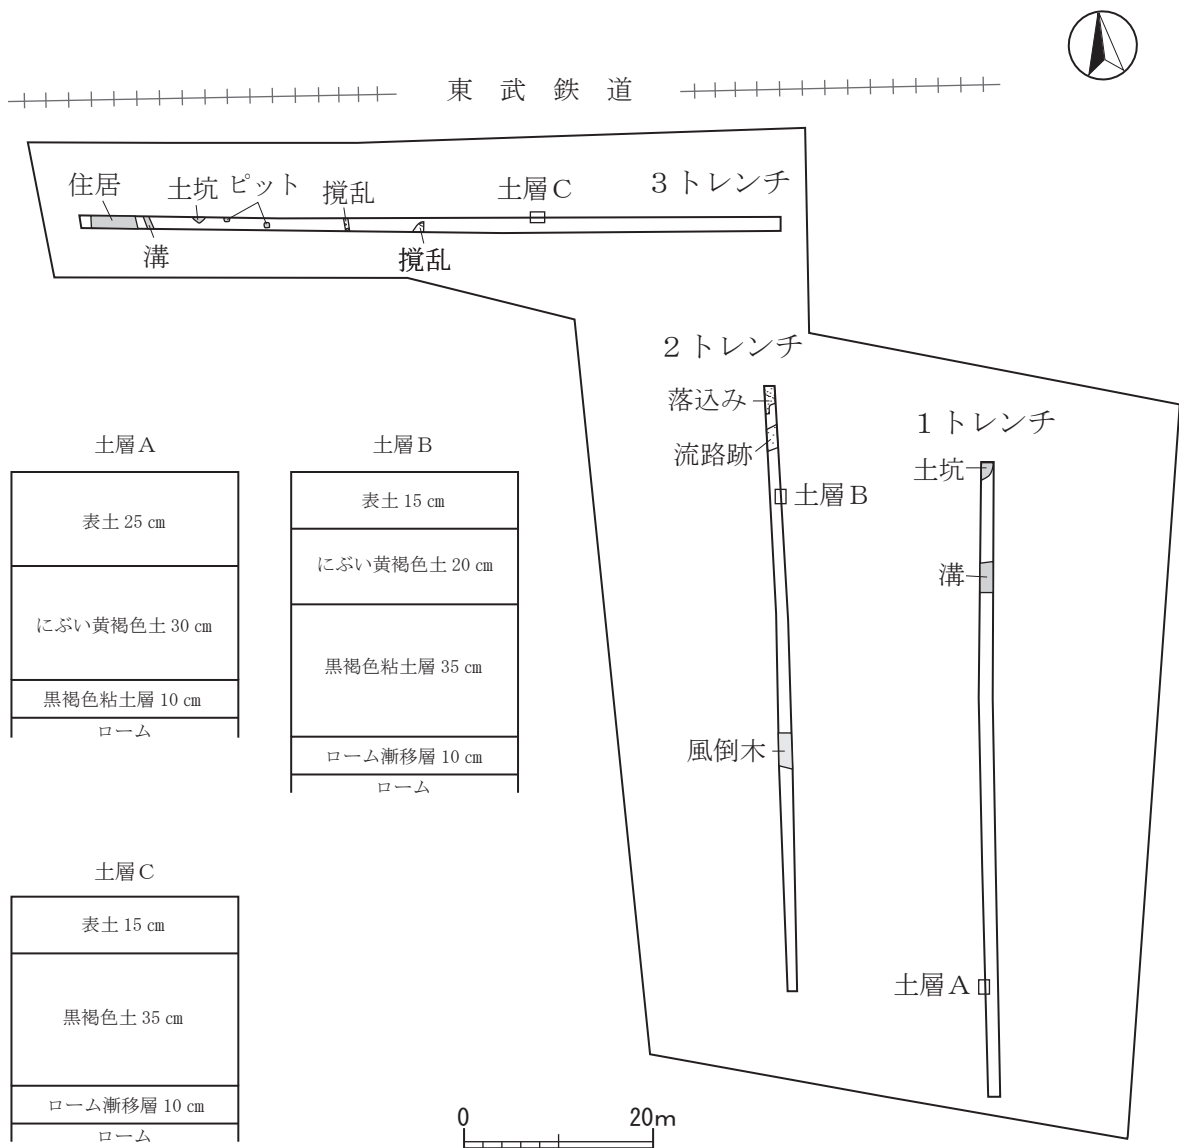 東武鉄道
住居
土坑
ピット
撹乱
土層C
3トレンチ
溝
撹乱
2トレンチ
落込み
流路跡
土層B
風倒木
1トレンチ
土坑
溝
土層A
土層A
表土 25 ㎝
にぶい黄褐色土 30 ㎝
黒褐色粘土層 10 ㎝
ローム
土層B
表土 15 ㎝
にぶい黄褐色土 20 ㎝
黒褐色粘土層 35 ㎝
ローム漸移層 10 ㎝
ローム
土層C
表土 15 ㎝
黒褐色土 35 ㎝
ローム漸移層 10 ㎝
ローム
0 20m